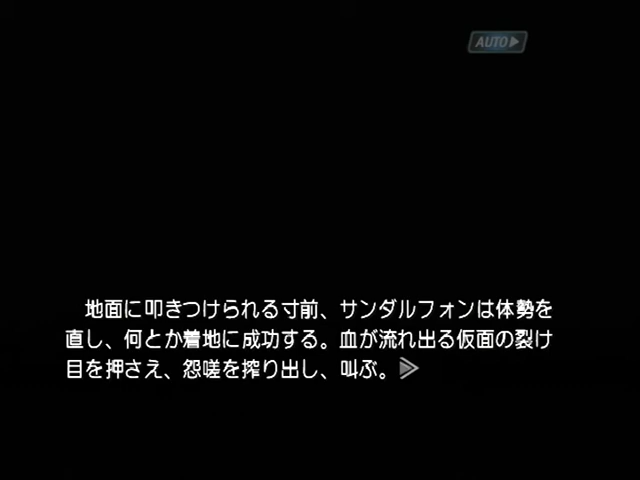 AUTO
地面に叩きつけられる寸前、サンダルフォンは体勢を
直し、何とか着地に成功する。血が流れ出る仮面の裂け
目を押さえ、怨嗟を搾り出し、叫ぶ。